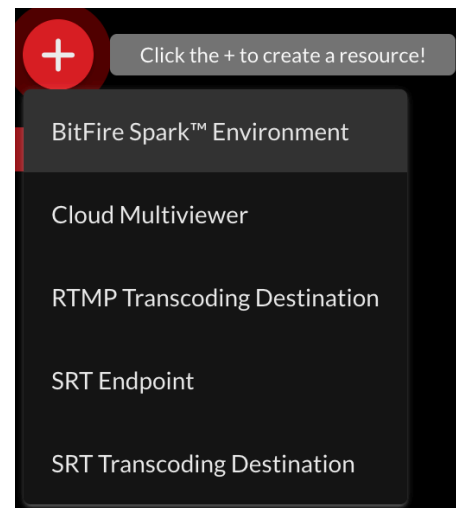 Click the + to create a resource!
BitFire Spark™ Environment
Cloud Multiviewer
RTMP Transcoding Destination
SRT Endpoint
SRT Transcoding Destination